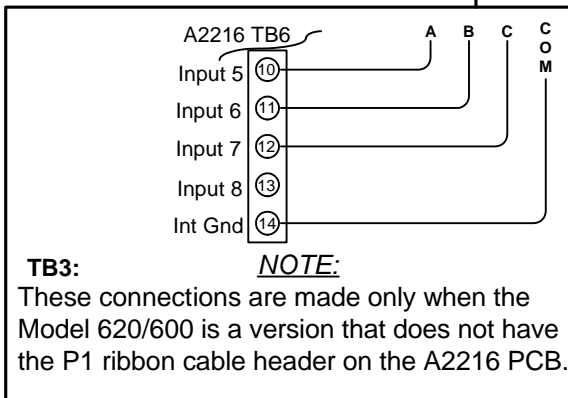 A2216 TB6 A B C COM
Input 5 10
Input 6 11
Input 7 12
Input 8 13
Int Gnd 14
TB3: NOTE:
These connections are made only when the
Model 620/600 is a version that does not have
the P1 ribbon cable header on the A2216 PCB.